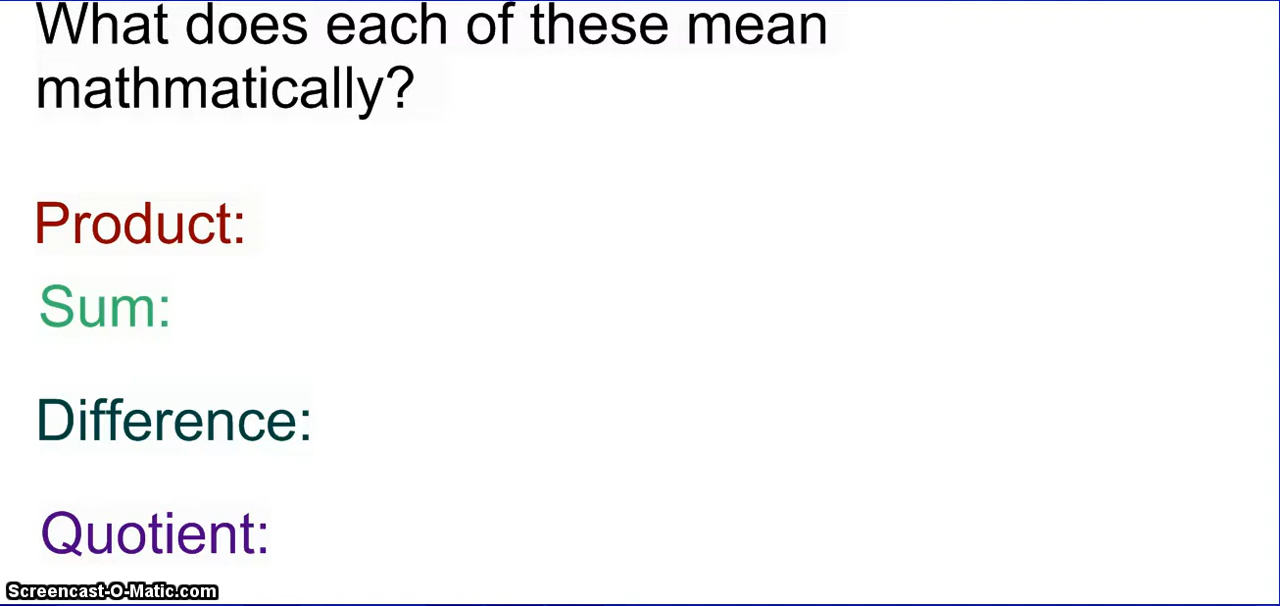 What does each of these mean
mathmatically?
Product:
Sum:
Difference:
Quotient:
Screencast-O-Matic.com